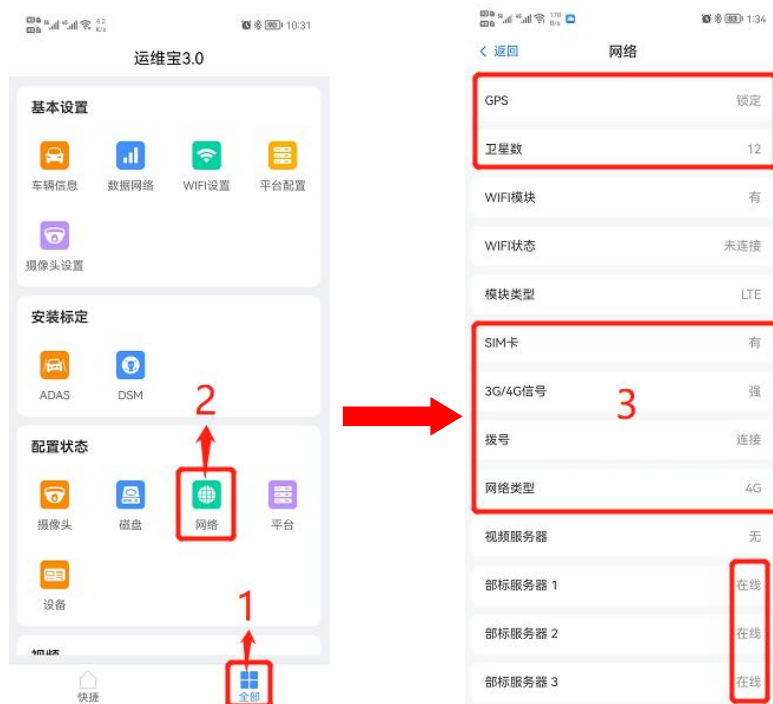 4.2 K/s 90 10:31
运维宝3.0
基本设置
车辆信息 数据网络 WIFI设置 平台配置
摄像头设置
安装标定
ADAS DSM
2
配置状态
摄像头 磁盘 网络 平台
设备
1
快捷 全部
178 B/s 1:34
返回 网络
GPS 锁定
卫星数 12
WIFI模块 有
WIFI状态 未连接
模块类型 LTE
SIM卡 有
3G/4G信号 强
3
拨号 连接
网络类型 4G
视频服务器 无
部标服务器 1 在线
部标服务器 2 在线
部标服务器 3 在线